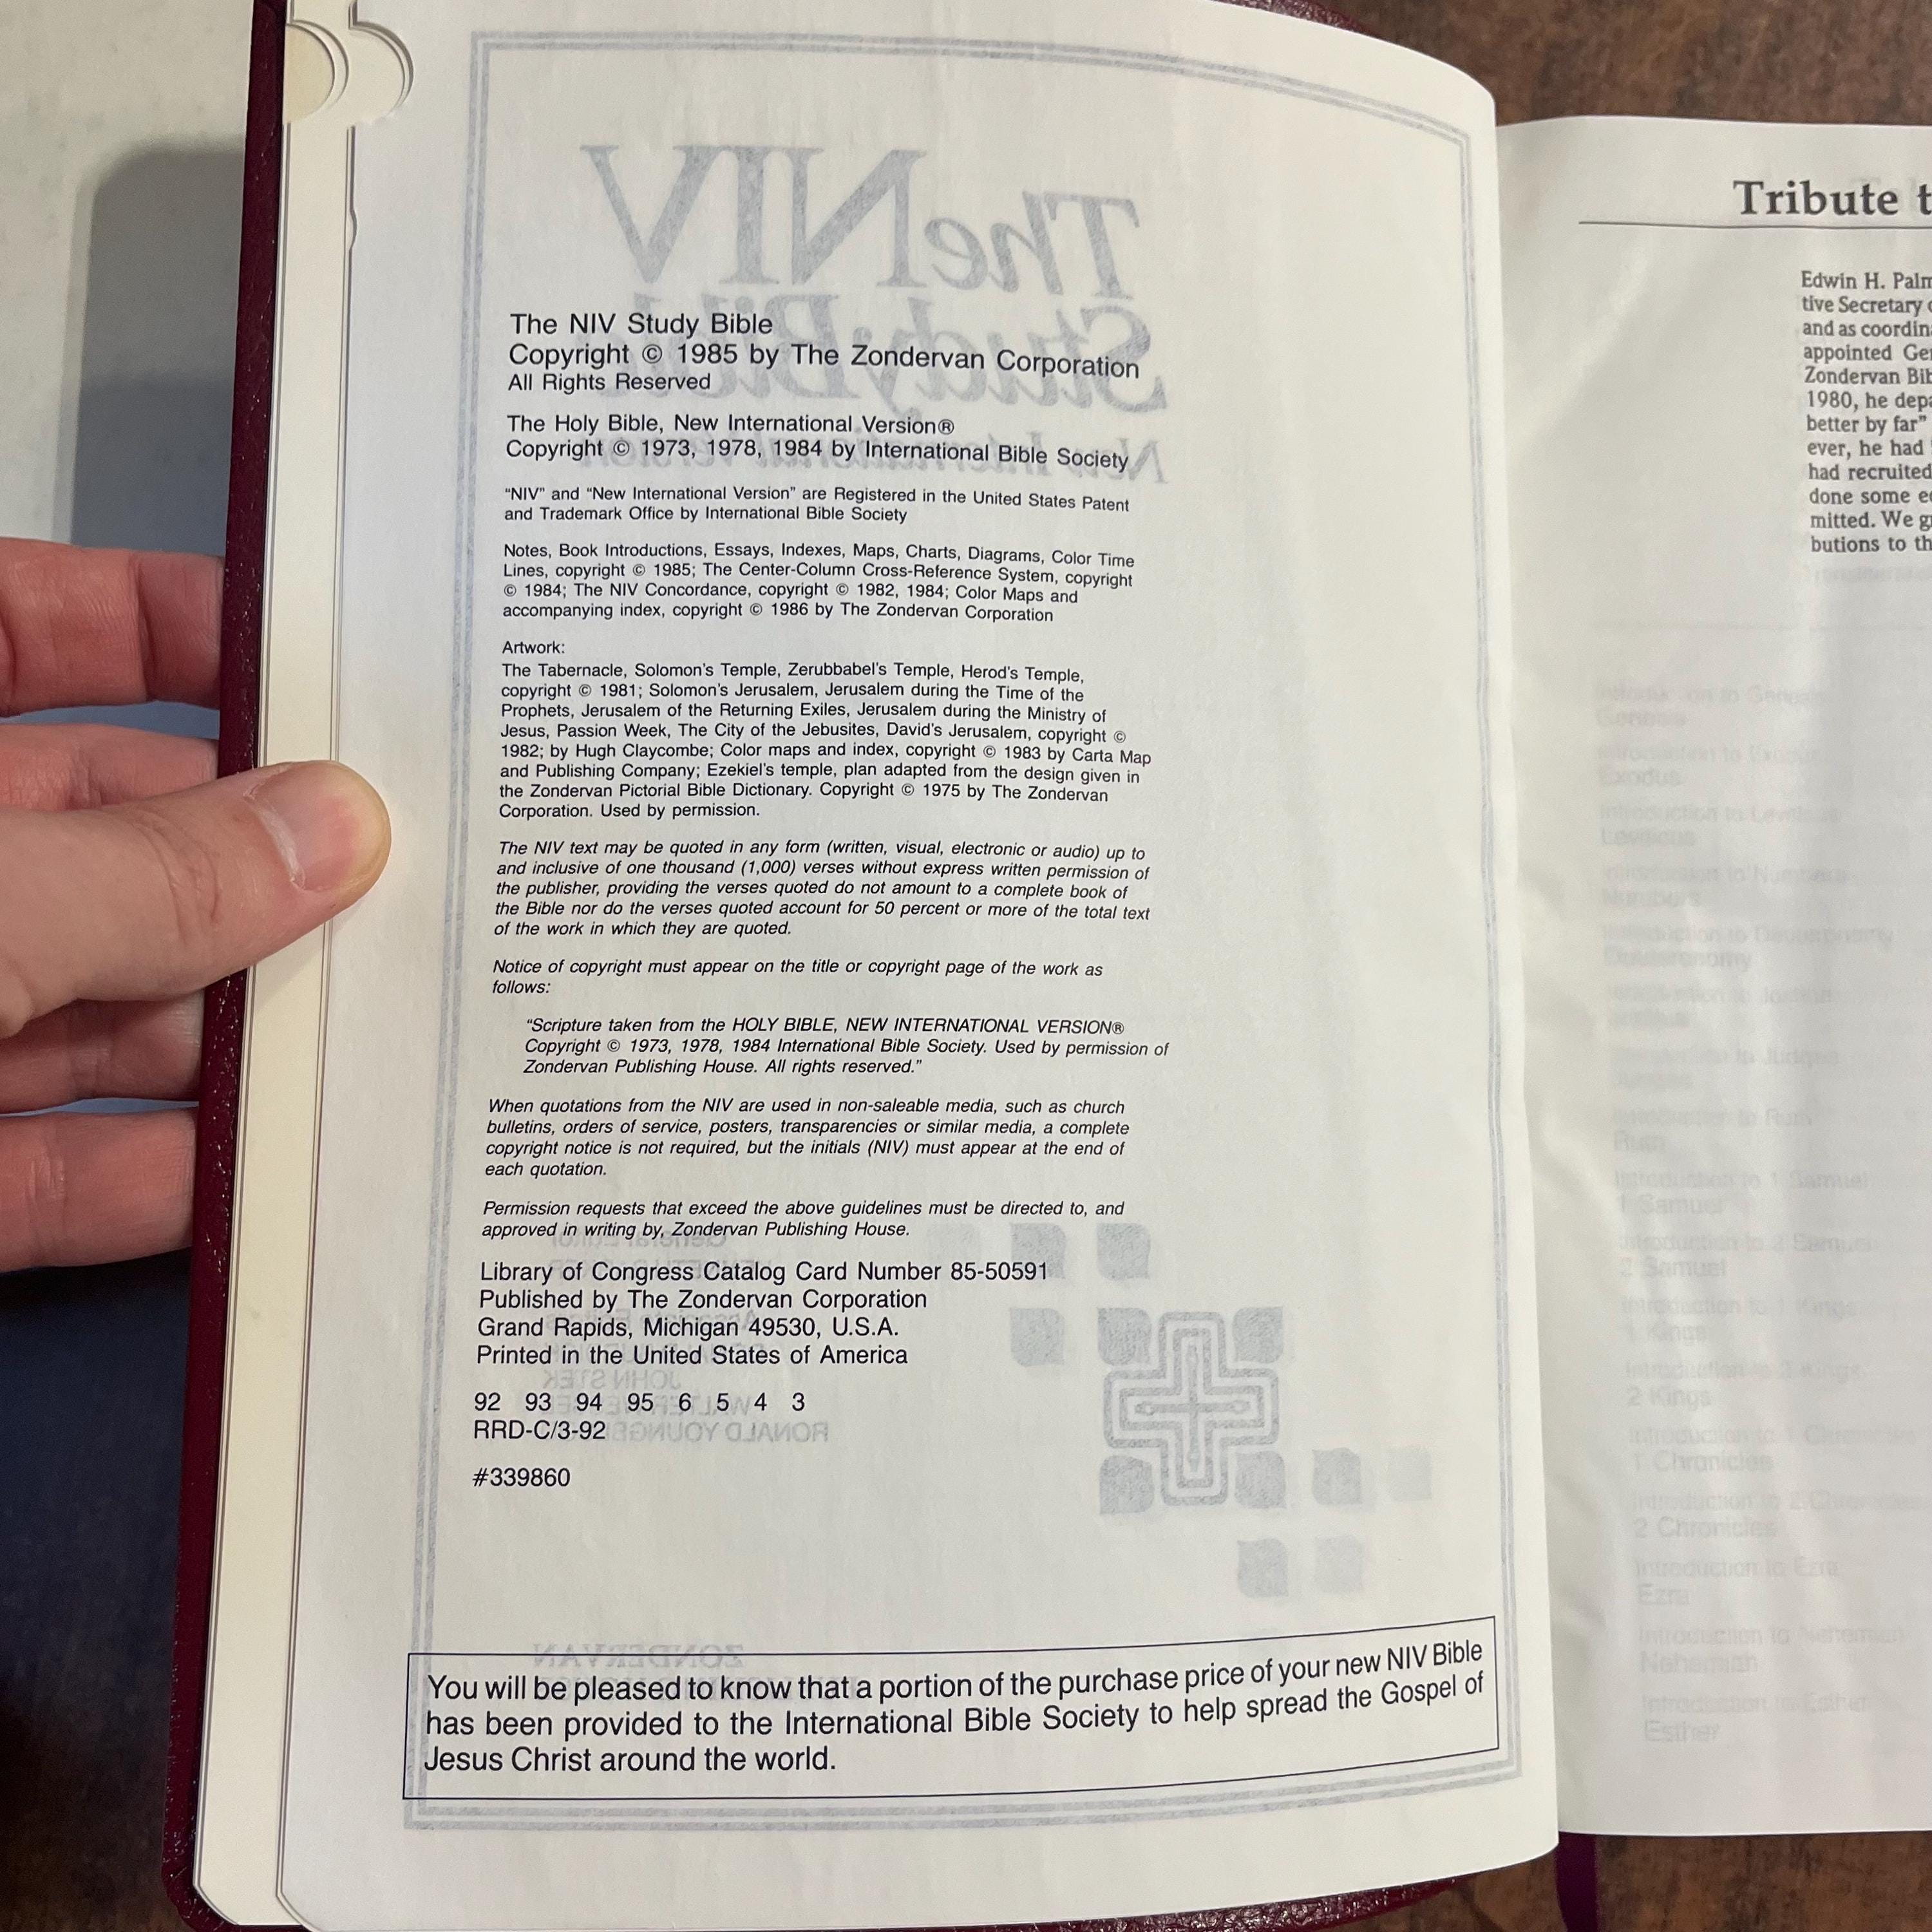 The NIV Study Bible
Copyright © 1985 by The Zondervan Corporation
All Rights Reserved
The Holy Bible, New International Version®
Copyright © 1973, 1978, 1984 by International Bible Society
“NIV” and “New International Version” are Registered in the United States Patent
and Trademark Office by International Bible Society
Notes, Book Introductions, Essays, Indexes, Maps, Charts, Diagrams, Color Time
Lines, copyright © 1985; The Center-Column Cross-Reference System, copyright
© 1984; The NIV Concordance, copyright © 1982, 1984; Color Maps and
accompanying index, copyright © 1986 by The Zondervan Corporation
Artwork:
The Tabernacle, Solomon's Temple, Zerubbabel's Temple, Herod's Temple,
copyright © 1981; Solomon's Jerusalem, Jerusalem during the Time of the
Prophets, Jerusalem of the Returning Exiles, Jerusalem during the Ministry of
Jesus, Passion Week, The City of the Jebusites, David's Jerusalem, copyright ©
1982; by Hugh Claycombe; Color maps and index, copyright © 1983 by Carta Map
and Publishing Company; Ezekiel's temple, plan adapted from the design given in
the Zondervan Pictorial Bible Dictionary. Copyright © 1975 by The Zondervan
Corporation. Used by permission.
The NIV text may be quoted in any form (written, visual, electronic or audio) up to
and inclusive of one thousand (1,000) verses without express written permission of
the publisher, providing the verses quoted do not amount to a complete book of
the Bible nor do the verses quoted account for 50 percent or more of the total text
of the work in which they are quoted.
Notice of copyright must appear on the title or copyright page of the work as
follows:
“Scripture taken from the HOLY BIBLE, NEW INTERNATIONAL VERSION®
Copyright © 1973, 1978, 1984 International Bible Society. Used by permission of
Zondervan Publishing House. All rights reserved.”
When quotations from the NIV are used in non-saleable media, such as church
bulletins, orders of service, posters, transparencies or similar media, a complete
copyright notice is not required, but the initials (NIV) must appear at the end of
each quotation.
Permission requests that exceed the above guidelines must be directed to, and
approved in writing by, Zondervan Publishing House.
Library of Congress Catalog Card Number 85-50591
Published by The Zondervan Corporation
Grand Rapids, Michigan 49530, U.S.A.
Printed in the United States of America
92 93 94 95 6 5 4 3
RRD-C/3-92
#339860
You will be pleased to know that a portion of the purchase price of your new NIV Bible
has been provided to the International Bible Society to help spread the Gospel of
Jesus Christ around the world.
Tribute t
Edwin H. Palm
tive Secretary
and as coordin
appointed Ge
Zondervan Bib
1980, he depa
better by far”
ever, he had
had recruited
done some e
mitted. We g
butions to th